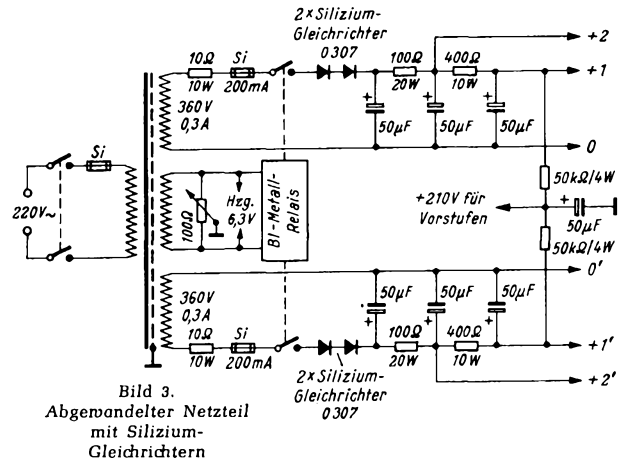 2×Silizium-
Gleichrichter
0307
+2
10Ω
Si
100Ω
400Ω
+1
10W
200mA
20W
10W
360V
0,3A
+
+
+
50µF
50µF
50µF
0
Si
50kΩ/4W
220V~
100Ω
Hzg.
6,3V
BI-Metall-
Relais
+210V für
Vorstufen
+
50µF
50kΩ/4W
0'
360V
0,3A
50µF
50µF
50µF
+
+
+
10Ω
Si
100Ω
400Ω
+1'
10W
200mA
20W
10W
2×Silizium-
Gleichrichter
0307
+2'
Bild 3.
Abgewandelter Netzteil
mit Silizium-
Gleichrichtern